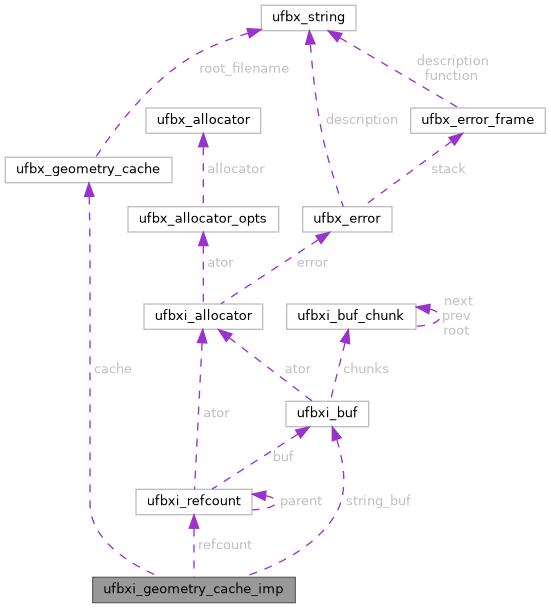 ufbx_string
description
function
root_filename
ufbx_allocator
description
ufbx_error_frame
ufbx_geometry_cache
allocator
stack
ufbx_allocator_opts
ufbx_error
ator
error
next
ufbxi_allocator
ufbxi_buf_chunk
prev
root
cache
ator
chunks
ator
ufbxi_buf
buf
ufbxi_refcount
parent
string_buf
refcount
ufbxi_geometry_cache_imp